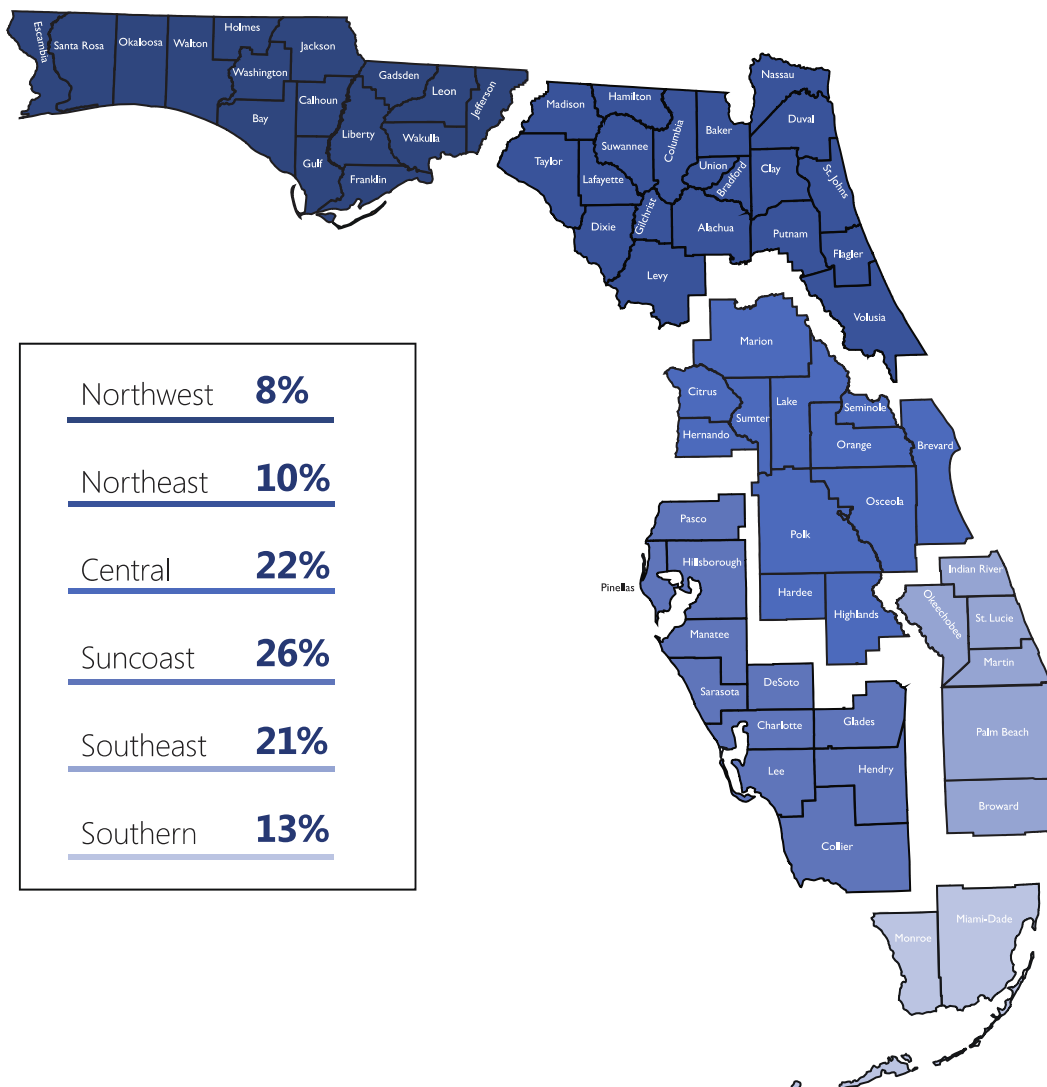 Escambia
Santa Rosa
Okaloosa
Walton
Holmes
Jackson
Washington
Bay
Calhoun
Gulf
Liberty
Gadsden
Franklin
Leon
Wakulla
Jefferson
Madison
Hamilton
Taylor
Suwannee
Lafayette
Columbia
Dixie
Gilchrist
Levy
Baker
Union
Bradford
Alachua
Nassau
Duval
Clay
St. Johns
Putnam
Flagler
Volusia
Marion
Citrus
Hernando
Sumter
Lake
Seminole
Orange
Brevard
Osceola
Polk
Hardee
Highlands
Pasco
Pinellas
Hillsborough
Manatee
Sarasota
DeSoto
Charlotte
Glades
Lee
Hendry
Collier
Indian River
Okeechobee
St. Lucie
Martin
Palm Beach
Broward
Monroe
Miami-Dade
Northwest 8%
Northeast 10%
Central 22%
Suncoast 26%
Southeast 21%
Southern 13%